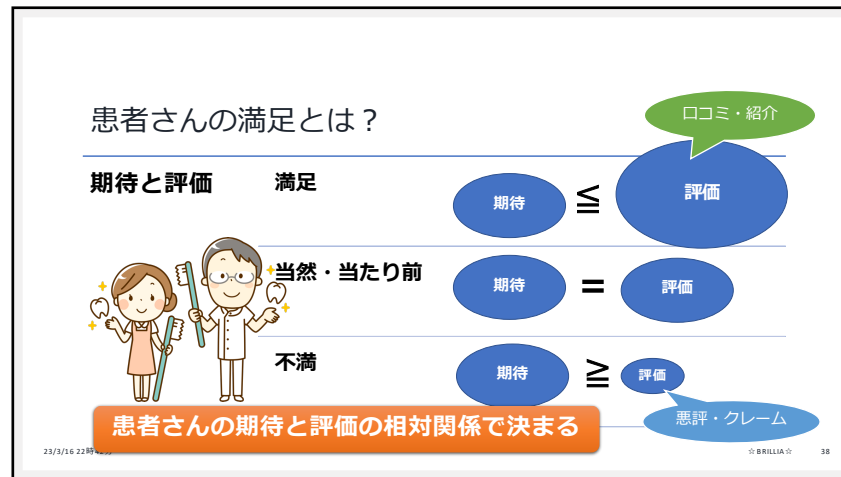 患者さんの満足とは？
口コミ・紹介
期待と評価
満足
期待
≦
評価
当然・当たり前
期待
＝
評価
不満
期待
≧
評価
悪評・クレーム
患者さんの期待と評価の相対関係で決まる
23/3/16 22時
☆BRILLIA☆
38